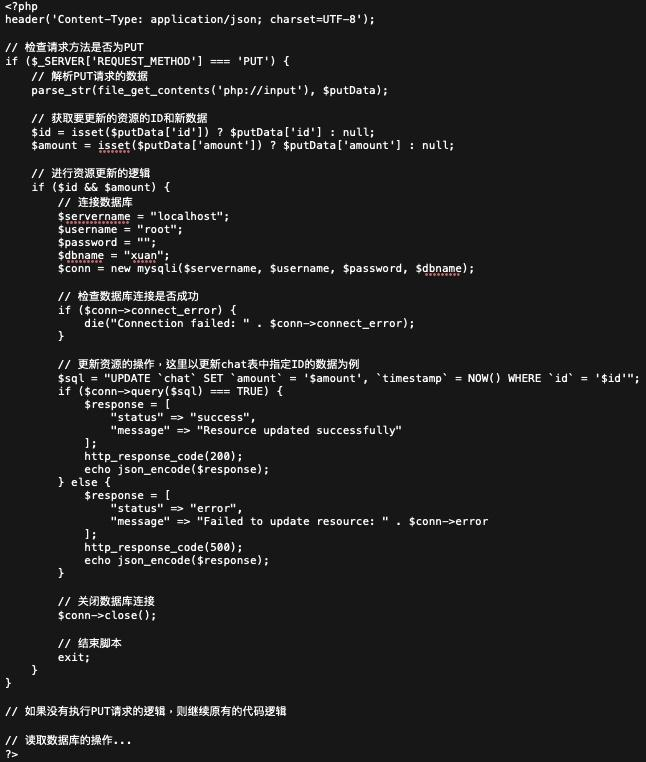 <?php
header('Content-Type: application/json; charset=UTF-8');
// 检查请求方法是否为PUT
if ($_SERVER['REQUEST_METHOD'] === 'PUT') {
// 解析PUT请求的数据
parse_str(file_get_contents('php://input'), $putData);
// 获取要更新的资源的ID和新数据
$id = isset($putData['id']) ? $putData['id'] : null;
$amount = isset($putData['amount']) ? $putData['amount'] : null;
// 进行资源更新的逻辑
if ($id && $amount) {
// 连接数据库
$servername = "localhost";
$username = "root";
$password = "";
$dbname = "xuan";
$conn = new mysqli($servername, $username, $password, $dbname);
// 检查数据库连接是否成功
if ($conn->connect_error) {
die("Connection failed: " . $conn->connect_error);
}
// 更新资源的操作，这里以更新chat表中指定ID的数据为例
$sql = "UPDATE `chat` SET `amount` = '$amount', `timestamp` = NOW() WHERE `id` = '$id'";
if ($conn->query($sql) === TRUE) {
$response = [
"status" => "success",
"message" => "Resource updated successfully"
];
http_response_code(200);
echo json_encode($response);
} else {
$response = [
"status" => "error",
"message" => "Failed to update resource: " . $conn->error
];
http_response_code(500);
echo json_encode($response);
}
// 关闭数据库连接
$conn->close();
// 结束脚本
exit;
}
}
// 如果没有执行PUT请求的逻辑，则继续原有的代码逻辑
// 读取数据库的操作...
?>